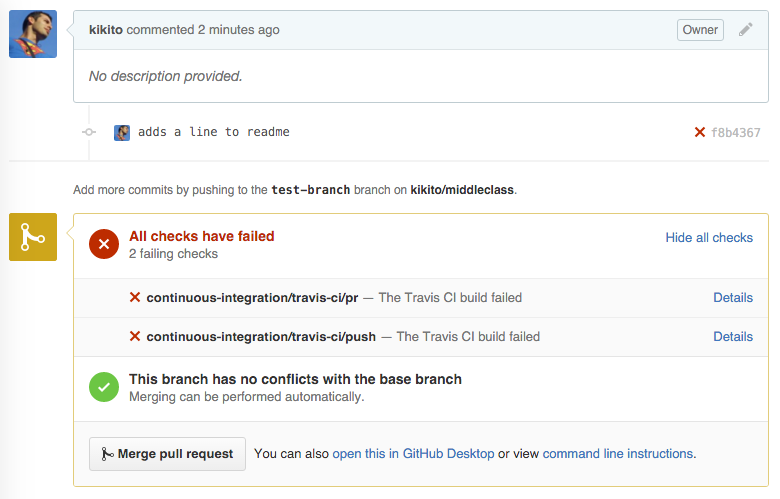 kikito commented 2 minutes ago Owner
No description provided.
adds a line to readme f8b4367
Add more commits by pushing to the test-branch branch on kikito/middleclass.
All checks have failed Hide all checks
2 failing checks
continuous-integration/travis-ci/pr — The Travis CI build failed Details
continuous-integration/travis-ci/push — The Travis CI build failed Details
This branch has no conflicts with the base branch
Merging can be performed automatically.
Merge pull request You can also open this in GitHub Desktop or view command line instructions.